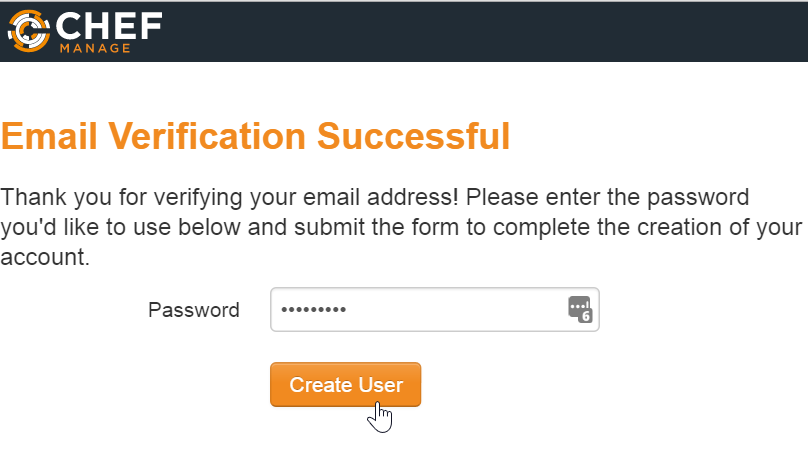 CHEF
MANAGE
Email Verification Successful
Thank you for verifying your email address! Please enter the password
you'd like to use below and submit the form to complete the creation of your
account.
Password
•••••••••
6
Create User